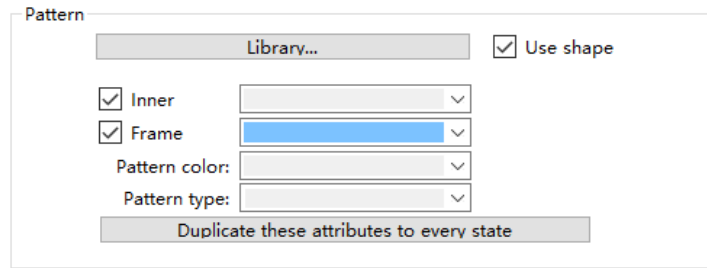 Pattern
Library...
Use shape
Inner
Frame
Pattern color:
Pattern type:
Duplicate these attributes to every state